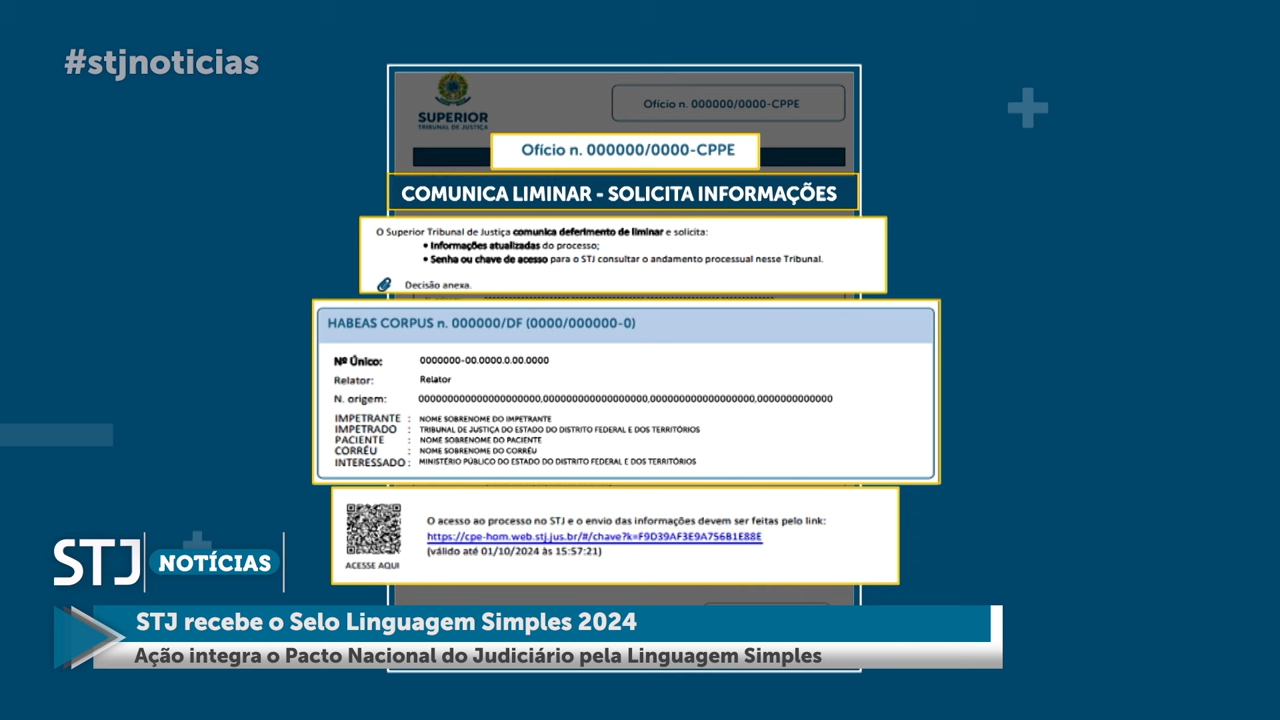 #stjnoticias
SUPERIOR
TRIBUNAL DE JUSTIÇA
Ofício n. 000000/0000-CPPE
Ofício n. 000000/0000-CPPE
COMUNICA LIMINAR - SOLICITA INFORMAÇÕES
O Superior Tribunal de Justiça comunica deferimento de liminar e solicita:
• Informações atualizadas do processo;
• Senha ou chave de acesso para o STJ consultar o andamento processual nesse Tribunal.
Decisão anexa.
HABEAS CORPUS n. 000000/DF (0000/000000-0)
Nº Único: 0000000-00.0000.0.00.0000
Relator: Relator
N. origem: 00000000000000000000,00000000000000000,00000000000000000,0000000000000
IMPETRANTE : NOME SOBRENOME DO IMPETRANTE
IMPETRADO : TRIBUNAL DE JUSTIÇA DO ESTADO DO DISTRITO FEDERAL E DOS TERRITÓRIOS
PACIENTE : NOME SOBRENOME DO PACIENTE
CORRÉU : NOME SOBRENOME DO CORRÉU
INTERESSADO : MINISTÉRIO PÚBLICO DO ESTADO DO DISTRITO FEDERAL E DOS TERRITÓRIOS
O acesso ao processo no STJ e o envio das informações devem ser feitas pelo link:
https://cpe-hom.web.stj.jus.br/#/chave?k=F9D39AF3E9A756B1E88E
(válido até 01/10/2024 às 15:57:21)
ACESSE AQUI
STJ NOTÍCIAS
STJ recebe o Selo Linguagem Simples 2024
Ação integra o Pacto Nacional do Judiciário pela Linguagem Simples